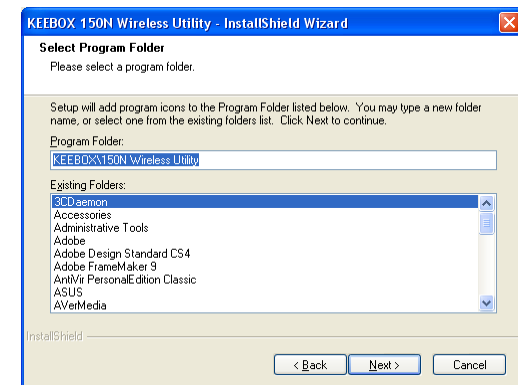 KEEBOX 150N Wireless Utility - InstallShield Wizard
Select Program Folder
Please select a program folder.
Setup will add program icons to the Program Folder listed below. You may type a new folder
name, or select one from the existing folders list. Click Next to continue.
Program Folder:
KEEBOX\150N Wireless Utility
Existing Folders:
3CDaemon
Accessories
Administrative Tools
Adobe
Adobe Design Standard CS4
Adobe FrameMaker 9
AntiVir PersonalEdition Classic
ASUS
AVerMedia
InstallShield
< Back
Next >
Cancel